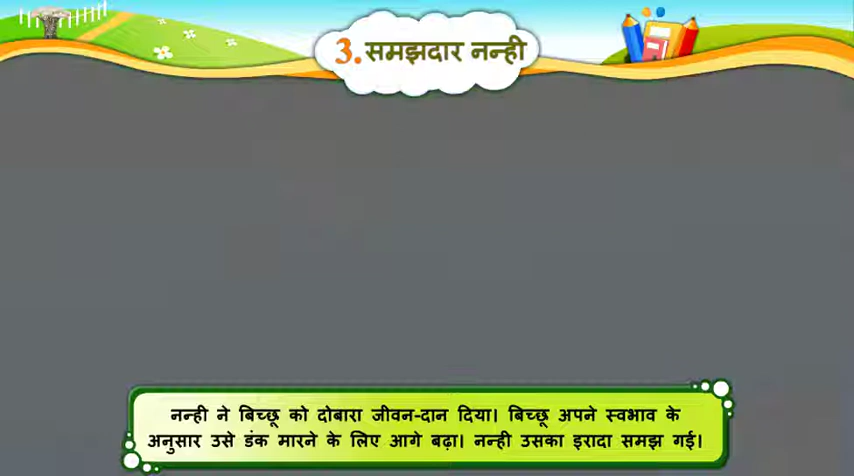 3. समझदार नन्ही
नन्ही ने बिच्छू को दोबारा जीवन-दान दिया। बिच्छू अपने स्वभाव के
अनुसार उसे डंक मारने के लिए आगे बढ़ा। नन्ही उसका इरादा समझ गई।